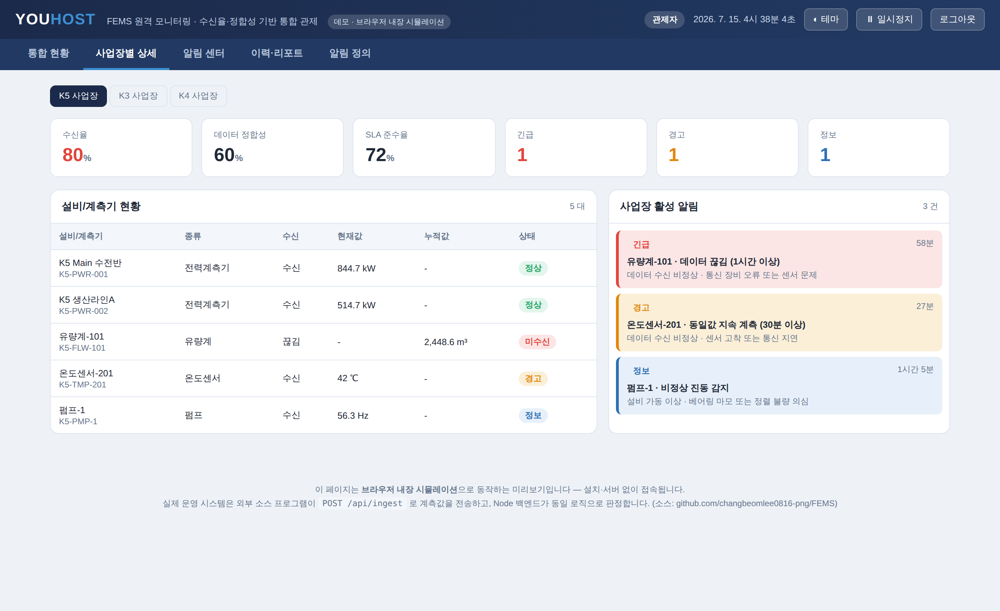 YOUHOST FEMS 원격 모니터링 · 수신율·정합성 기반 통합 관제 데모 · 브라우저 내장 시뮬레이션 관제자 2026. 7. 15. 4시 38분 4초 테마 ⏸ 일시정지 로그아웃
통합 현황 사업장별 상세 알림 센터 이력·리포트 알림 정의
K5 사업장 K3 사업장 K4 사업장
수신율 데이터 정합성 SLA 준수율 긴급 경고 정보
80% 60% 72% 1 1 1
설비/계측기 현황 5 대
설비/계측기 종류 수신 현재값 누적값 상태
K5 Main 수전반 전력계측기 수신 844.7 kW - 정상
K5-PWR-001
K5 생산라인A 전력계측기 수신 514.7 kW - 정상
K5-PWR-002
유량계-101 유량계 끊김 - 2,448.6 m³ 미수신
K5-FLW-101
온도센서-201 온도센서 수신 42 ℃ - 경고
K5-TMP-201
펌프-1 펌프 수신 56.3 Hz - 정보
K5-PMP-1
사업장 활성 알림 3 건
긴급 58분
유량계-101 · 데이터 끊김 (1시간 이상)
데이터 수신 비정상 · 통신 장비 오류 또는 센서 문제
경고 27분
온도센서-201 · 동일값 지속 계측 (30분 이상)
데이터 수신 비정상 · 센서 고착 또는 통신 지연
정보 1시간 5분
펌프-1 · 비정상 진동 감지
설비 가동 이상 · 베어링 마모 또는 정렬 불량 의심
이 페이지는 브라우저 내장 시뮬레이션으로 동작하는 미리보기입니다 — 설치·서버 없이 접속됩니다.
실제 운영 시스템은 외부 소스 프로그램이 POST /api/ingest 로 계측값을 전송하고, Node 백엔드가 동일 로직으로 판정합니다. (소스: github.com/changbeomlee0816-png/FEMS)